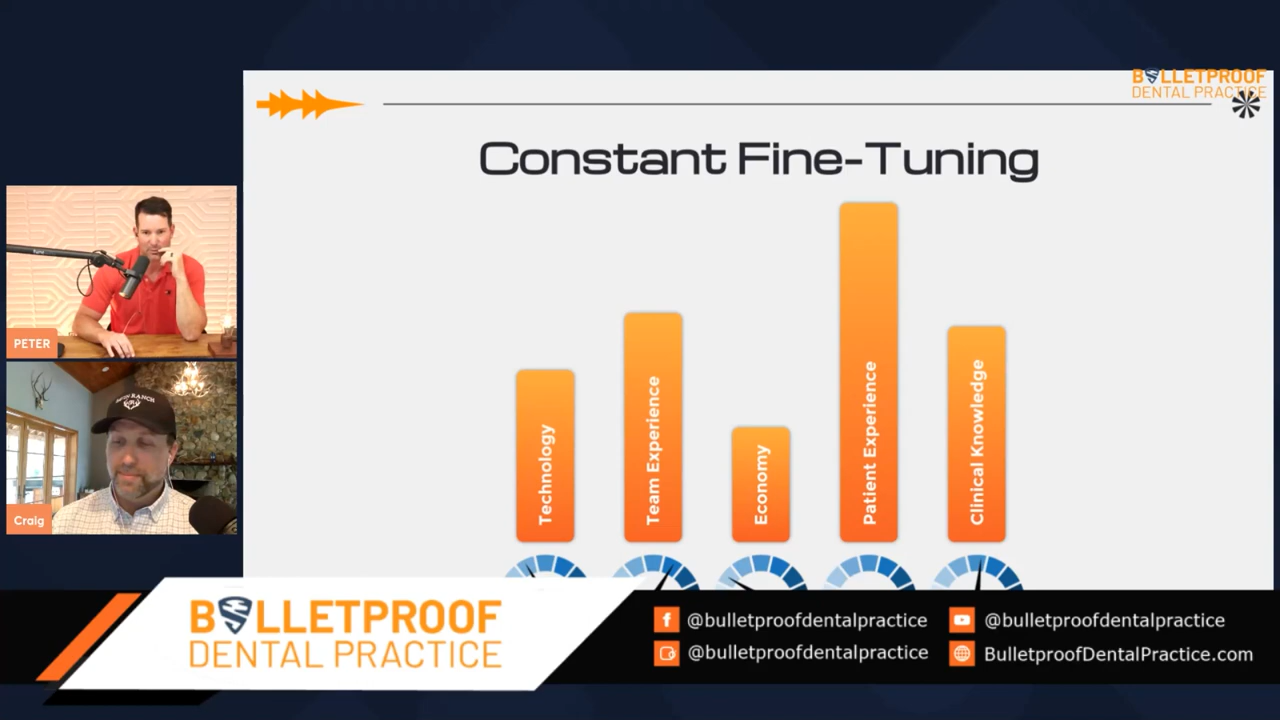 BULLETPROOF
DENTAL PRACTICE
Constant Fine-Tuning
PETER
Craig
Technology
Team Experience
Economy
Patient Experience
Clinical Knowledge
BULLETPROOF
DENTAL PRACTICE
@bulletproofdentalpractice
@bulletproofdentalpractice
@bulletproofdentalpractice
BulletproofDentalPractice.com